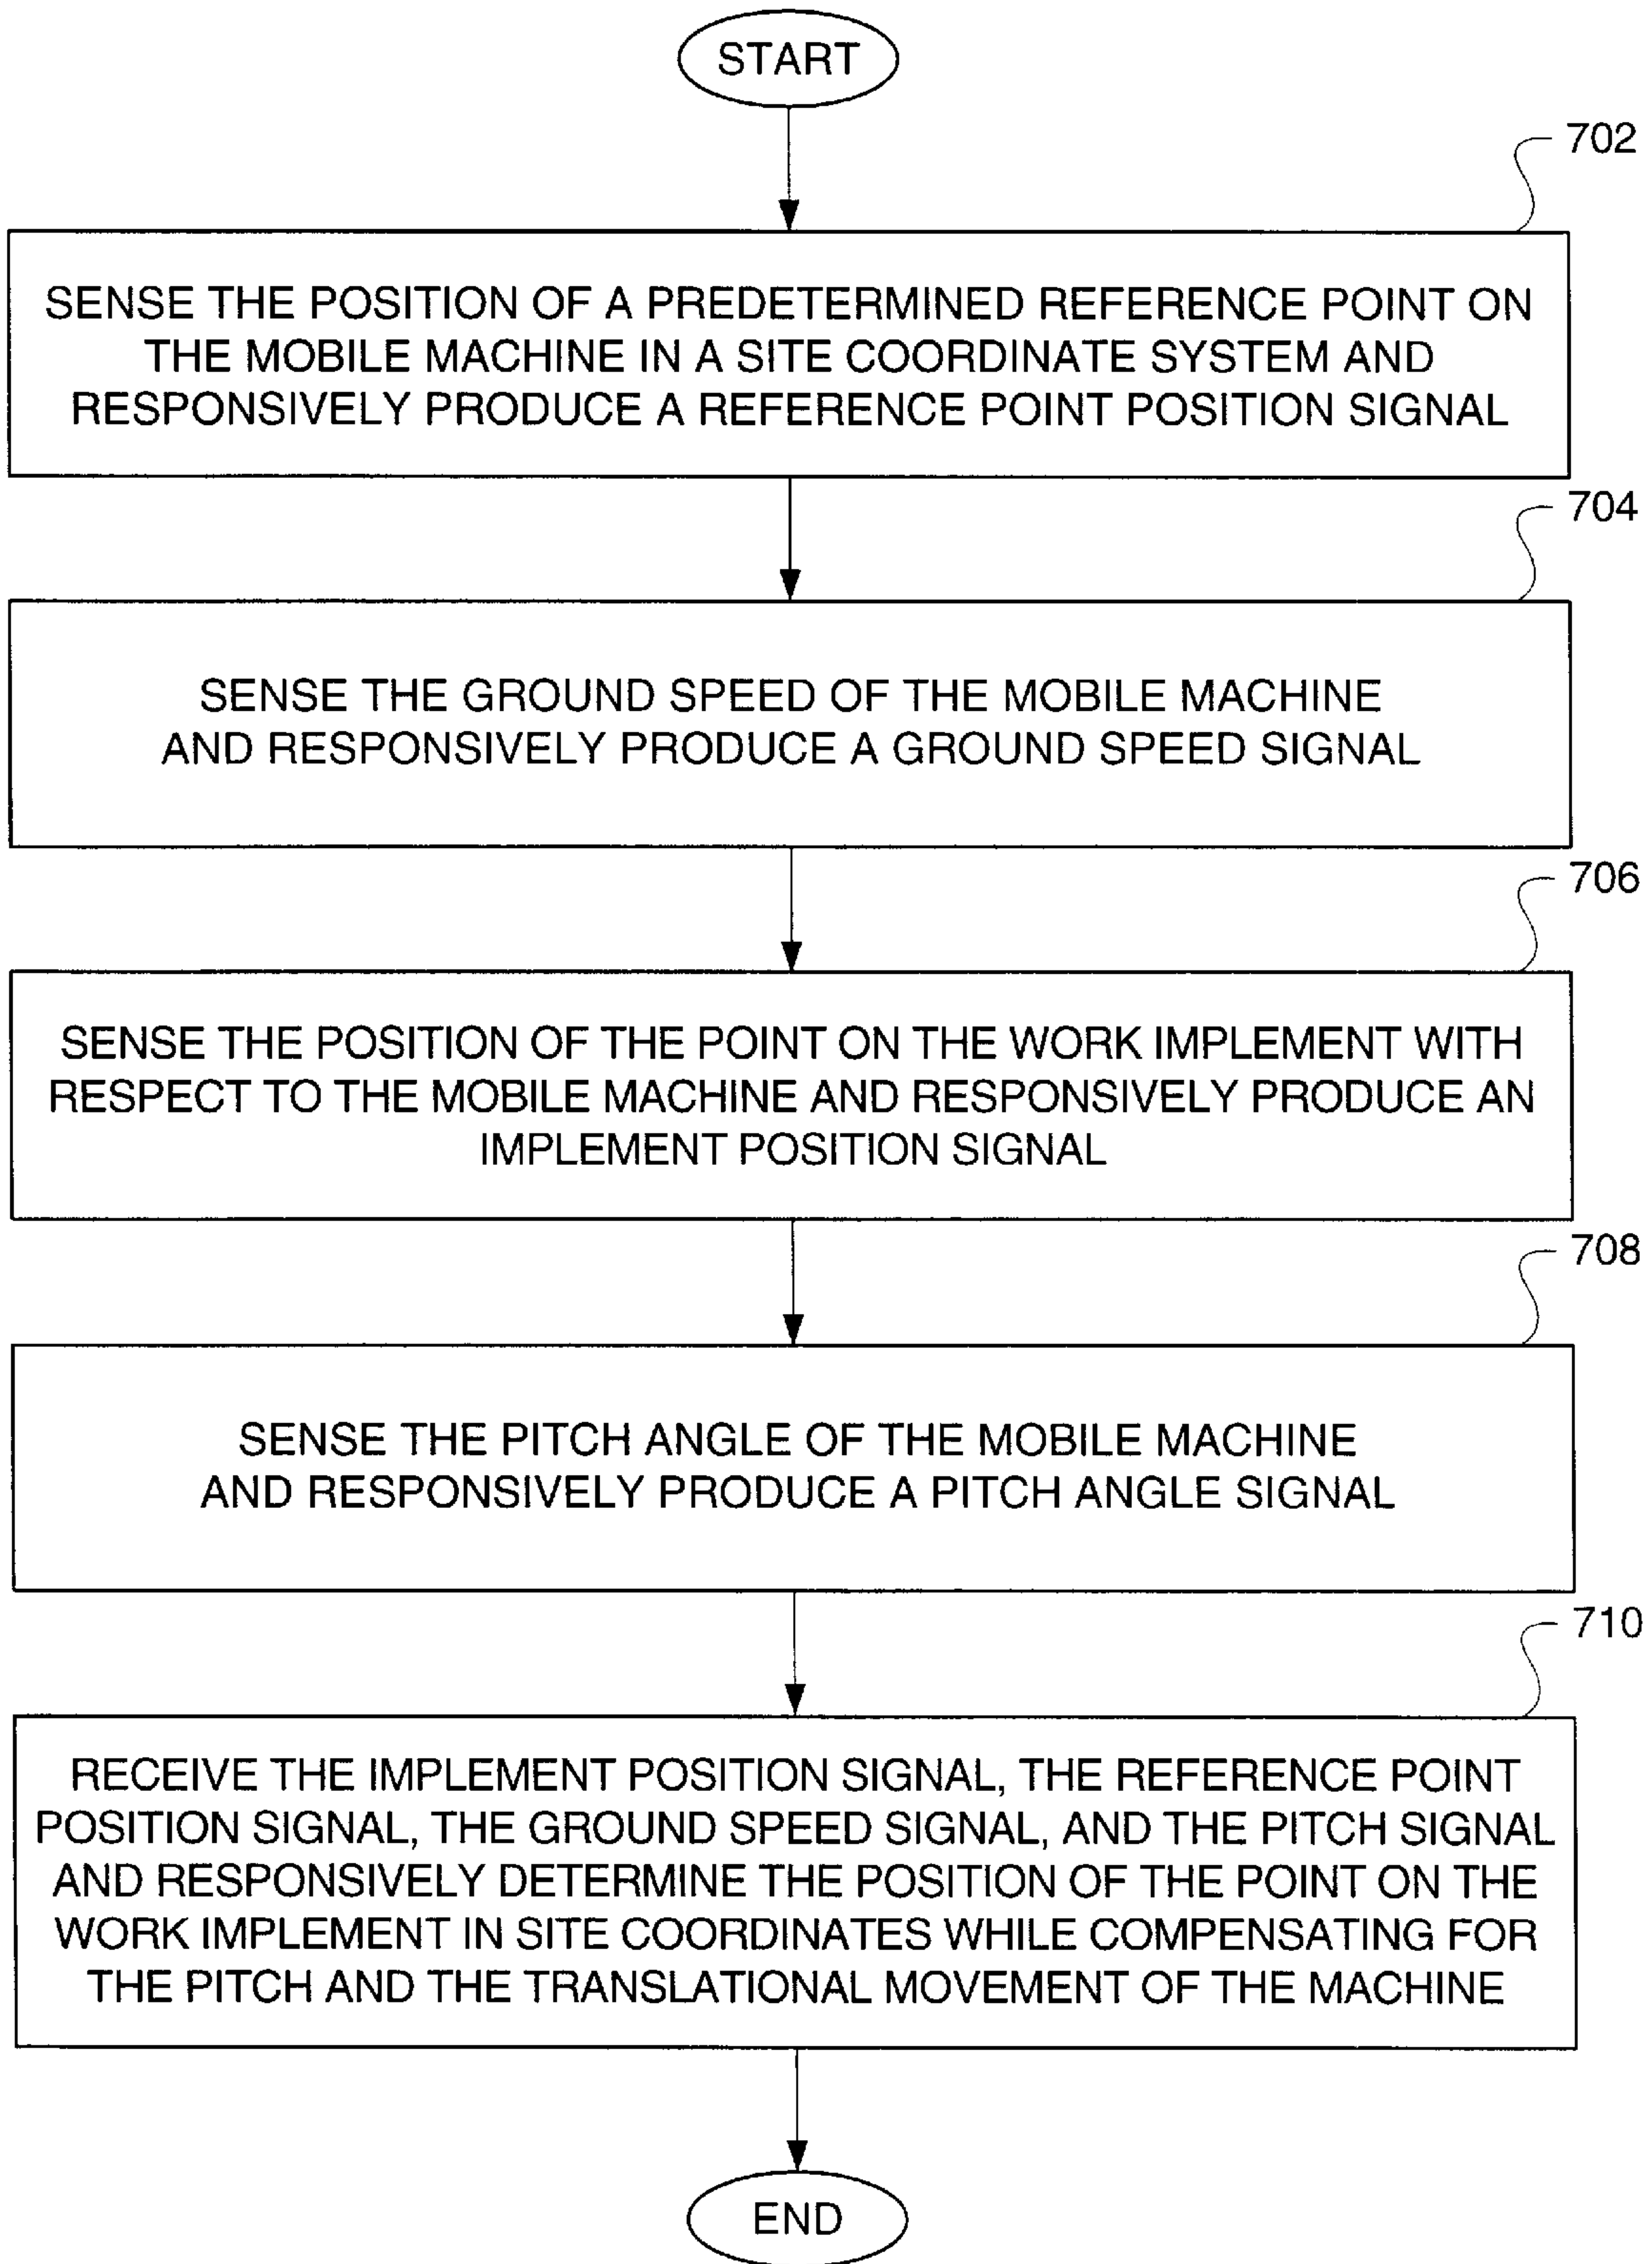 START
702
SENSE THE POSITION OF A PREDETERMINED REFERENCE POINT ON
THE MOBILE MACHINE IN A SITE COORDINATE SYSTEM AND
RESPONSIVELY PRODUCE A REFERENCE POINT POSITION SIGNAL
704
SENSE THE GROUND SPEED OF THE MOBILE MACHINE
AND RESPONSIVELY PRODUCE A GROUND SPEED SIGNAL
706
SENSE THE POSITION OF THE POINT ON THE WORK IMPLEMENT WITH
RESPECT TO THE MOBILE MACHINE AND RESPONSIVELY PRODUCE AN
IMPLEMENT POSITION SIGNAL
708
SENSE THE PITCH ANGLE OF THE MOBILE MACHINE
AND RESPONSIVELY PRODUCE A PITCH ANGLE SIGNAL
710
RECEIVE THE IMPLEMENT POSITION SIGNAL, THE REFERENCE POINT
POSITION SIGNAL, THE GROUND SPEED SIGNAL, AND THE PITCH SIGNAL
AND RESPONSIVELY DETERMINE THE POSITION OF THE POINT ON THE
WORK IMPLEMENT IN SITE COORDINATES WHILE COMPENSATING FOR
THE PITCH AND THE TRANSLATIONAL MOVEMENT OF THE MACHINE
END